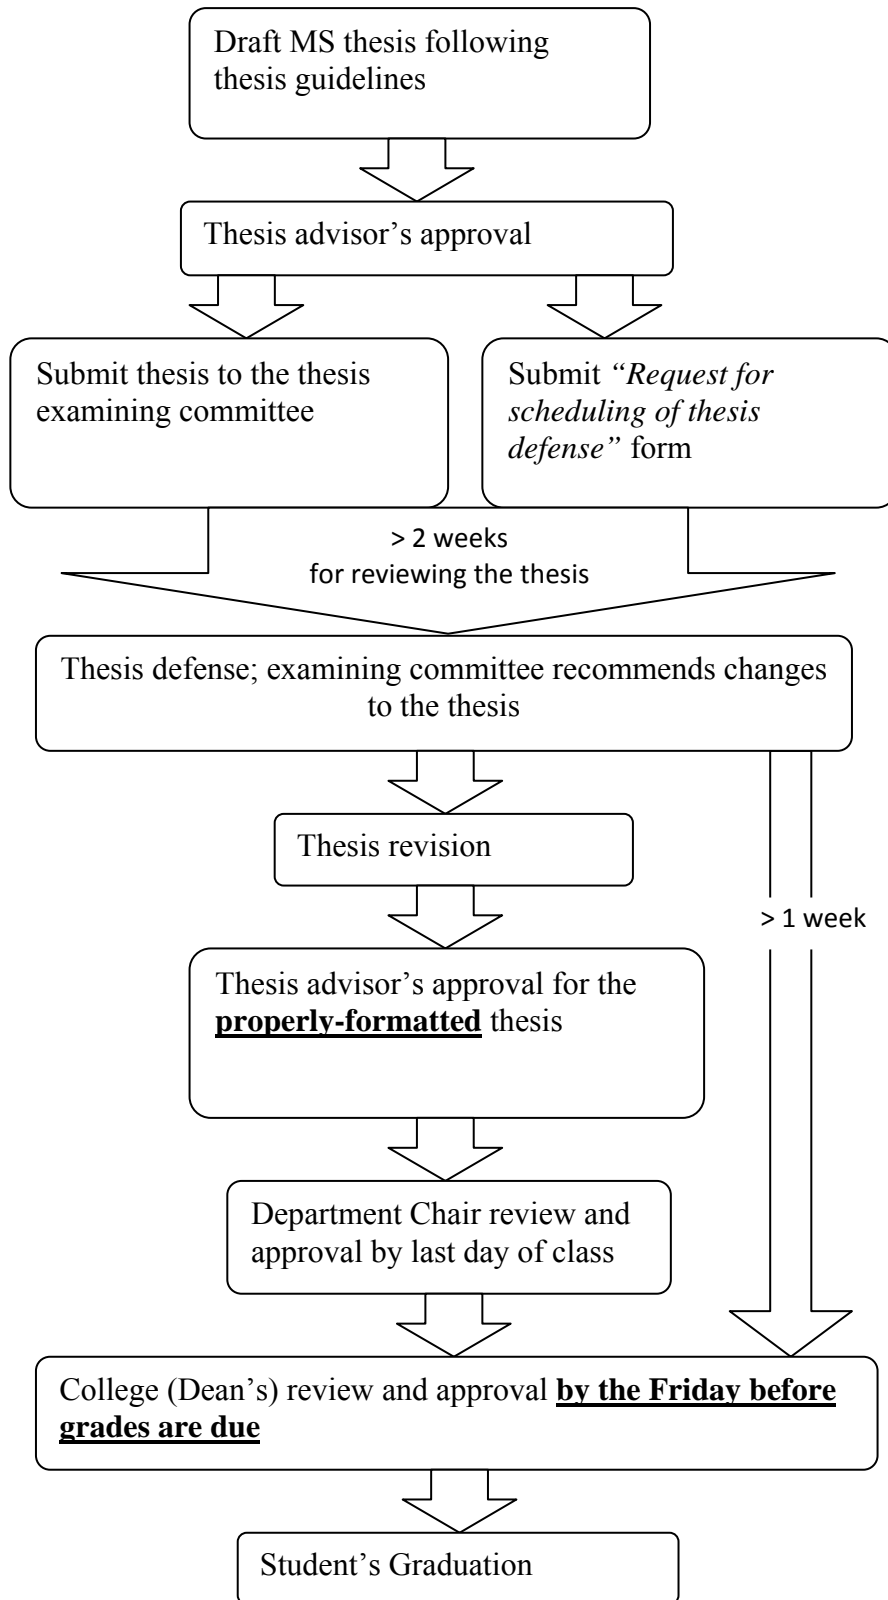 Draft MS thesis following
thesis guidelines
Thesis advisor’s approval
Submit thesis to the thesis
examining committee
Submit “Request for
scheduling of thesis
defense” form
> 2 weeks
for reviewing the thesis
Thesis defense; examining committee recommends changes
to the thesis
Thesis revision
> 1 week
Thesis advisor’s approval for the
properly-formatted thesis
Department Chair review and
approval by last day of class
College (Dean’s) review and approval by the Friday before
grades are due
Student’s Graduation